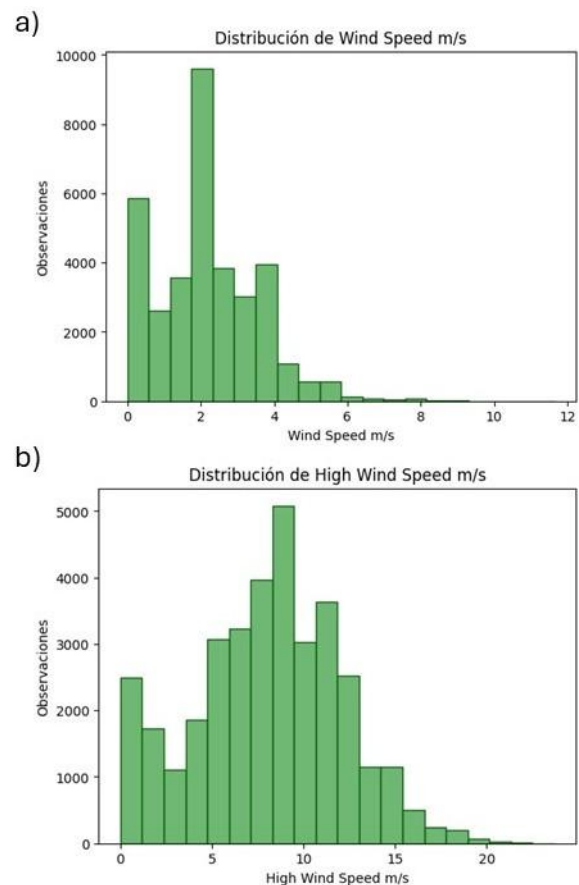 a)
Distribución de Wind Speed m/s
10000
8000
6000
4000
2000
0
Observaciones
0 2 4 6 8 10 12
Wind Speed m/s
b)
Distribución de High Wind Speed m/s
5000
4000
3000
2000
1000
0
Observaciones
0 5 10 15 20
High Wind Speed m/s